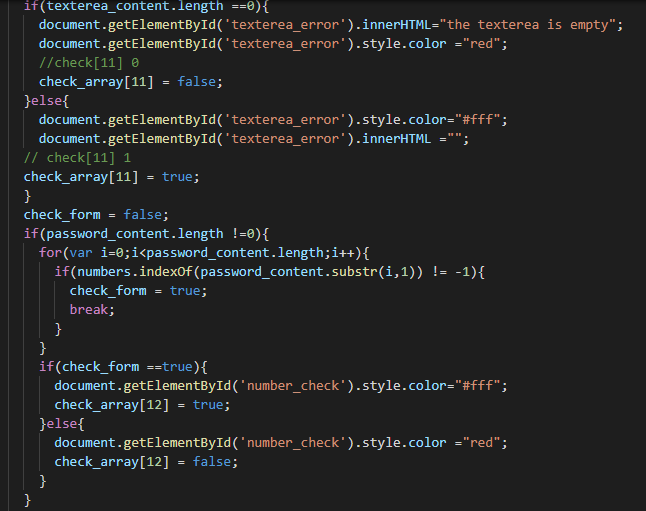 if(texterea_content.length ==0){
document.getElementById('texterea_error').innerHTML="the texterea is empty";
document.getElementById('texterea_error').style.color ="red";
//check[11] 0
check_array[11] = false;
}else{
document.getElementById('texterea_error').style.color="#fff";
document.getElementById('texterea_error').innerHTML ="";
// check[11] 1
check_array[11] = true;
}
check_form = false;
if(password_content.length !=0){
for(var i=0;i<password_content.length;i++){
if(numbers.indexOf(password_content.substr(i,1)) != -1){
check_form = true;
break;
}
}
if(check_form ==true){
document.getElementById('number_check').style.color="#fff";
check_array[12] = true;
}else{
document.getElementById('number_check').style.color ="red";
check_array[12] = false;
}
}